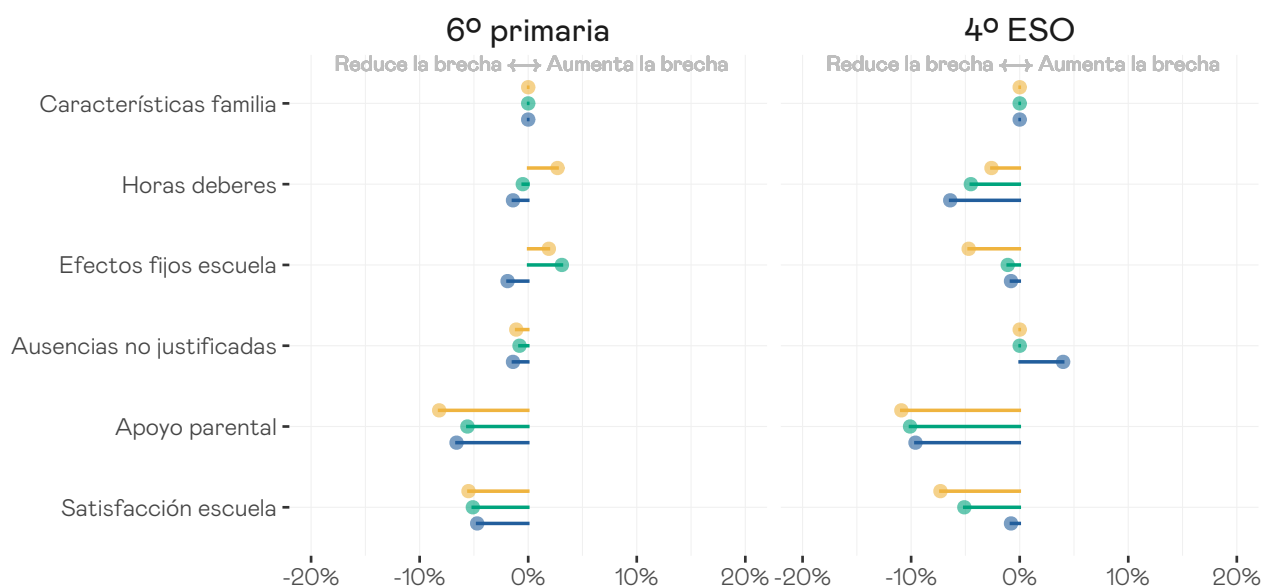 6º primaria
4º ESO
Reduce la brecha ⟷ Aumenta la brecha
Reduce la brecha ⟷ Aumenta la brecha
Características familia
Horas deberes
Efectos fijos escuela
Ausencias no justificadas
Apoyo parental
Satisfacción escuela
-20% -10% 0% 10% 20%
-20% -10% 0% 10% 20%